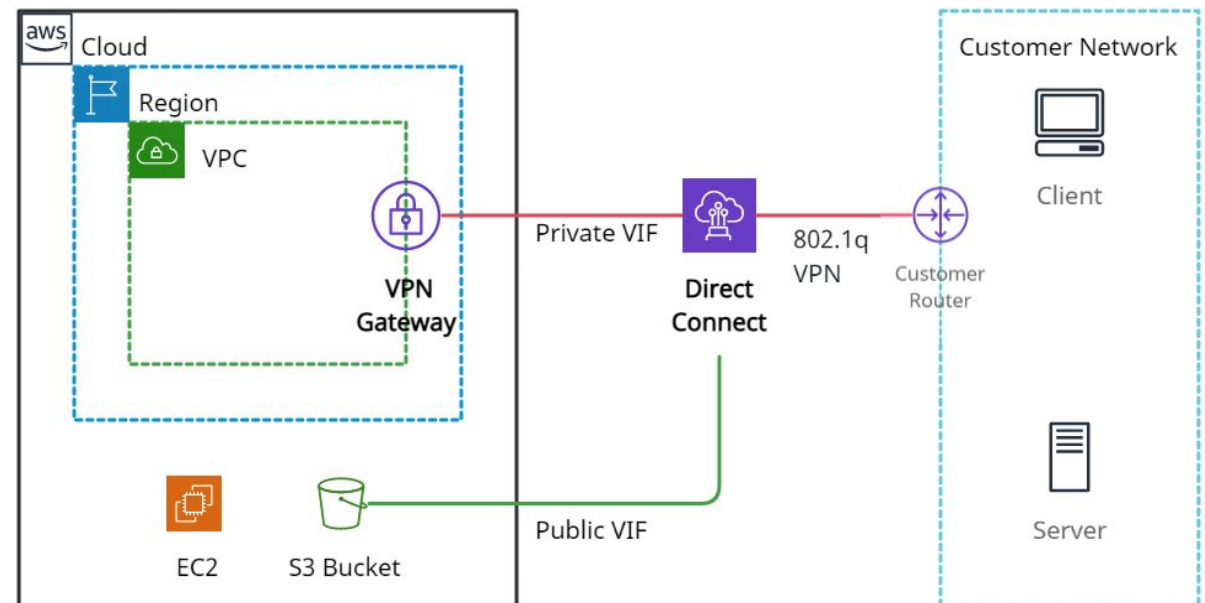 aws
Cloud
Customer Network
Region
VPC
Client
Private VIF
802.1q
VPN
Customer
Router
VPN
Gateway
Direct
Connect
Public VIF
Server
EC2
S3 Bucket